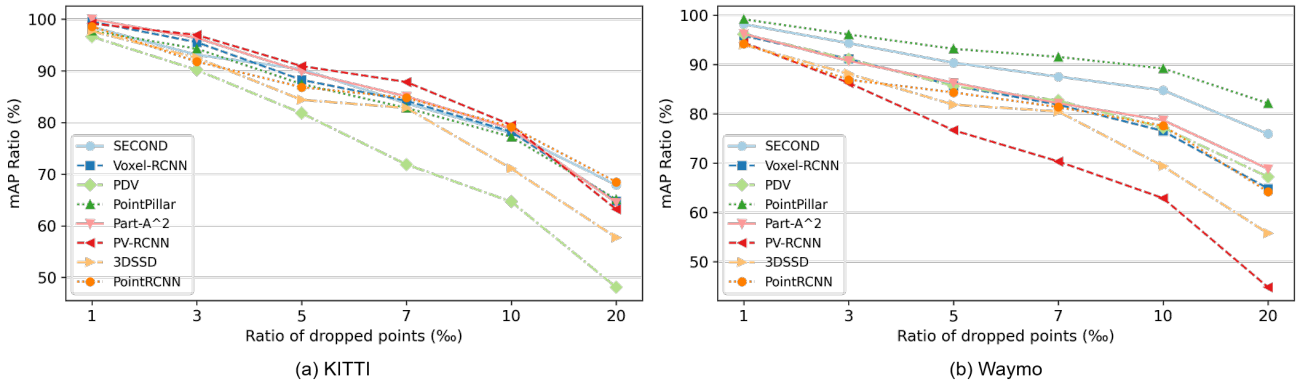 mAP Ratio (%)
100
90
80
70
60
50
SECOND
Voxel-RCNN
PDV
PointPillar
Part-A^2
PV-RCNN
3DSSD
PointRCNN
1 3 5 7 10 20
Ratio of dropped points (‰)
(a) KITTI
mAP Ratio (%)
100
90
80
70
60
50
SECOND
Voxel-RCNN
PDV
PointPillar
Part-A^2
PV-RCNN
3DSSD
PointRCNN
1 3 5 7 10 20
Ratio of dropped points (‰)
(b) Waymo